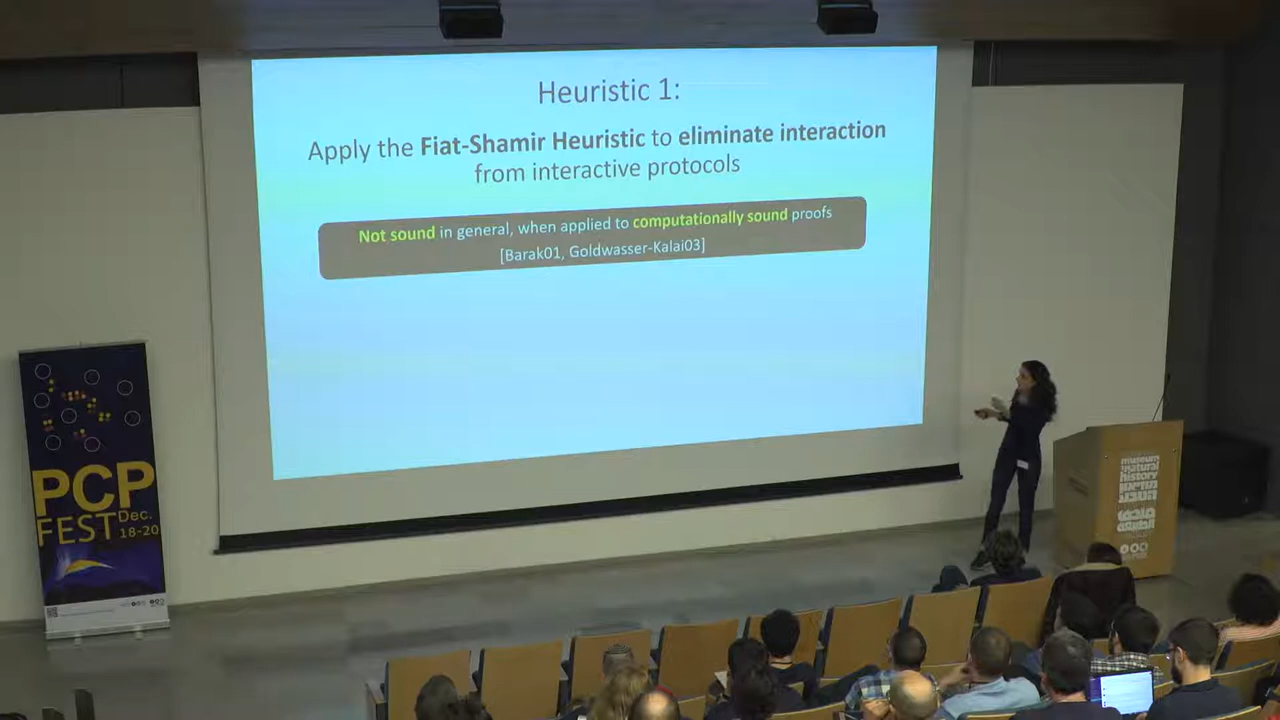 Heuristic 1:
Apply the Fiat-Shamir Heuristic to eliminate interaction
from interactive protocols
Not sound in general, when applied to computationally sound proofs
[Barak01, Goldwasser-Kalai03]
PCP
FEST Dec.
18-20
museum
natural
history